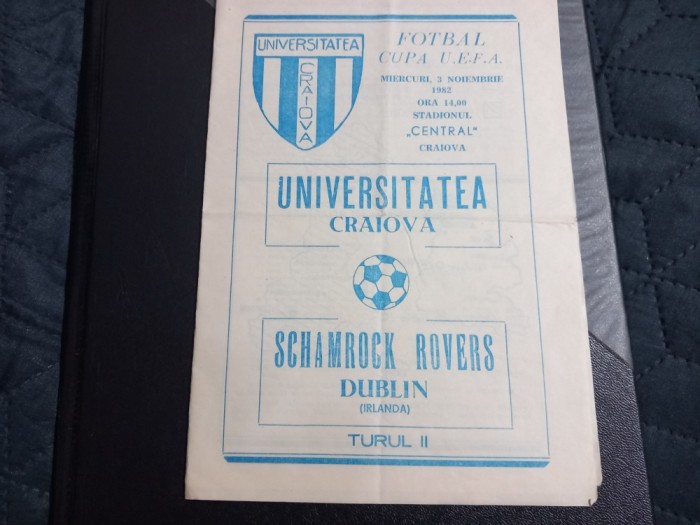 UNIVERSITATEA
CRAIOVA
FOTBAL
CUPA U.E.F.A.
MIERCURI, 3 NOIEMBRIE
1982
ORA 14,00
STADIONUL
„CENTRAL"
CRAIOVA
UNIVERSITATEA
CRAIOVA
SCHAMROCK ROVERS
DUBLIN
(IRLANDA)
TURUL II